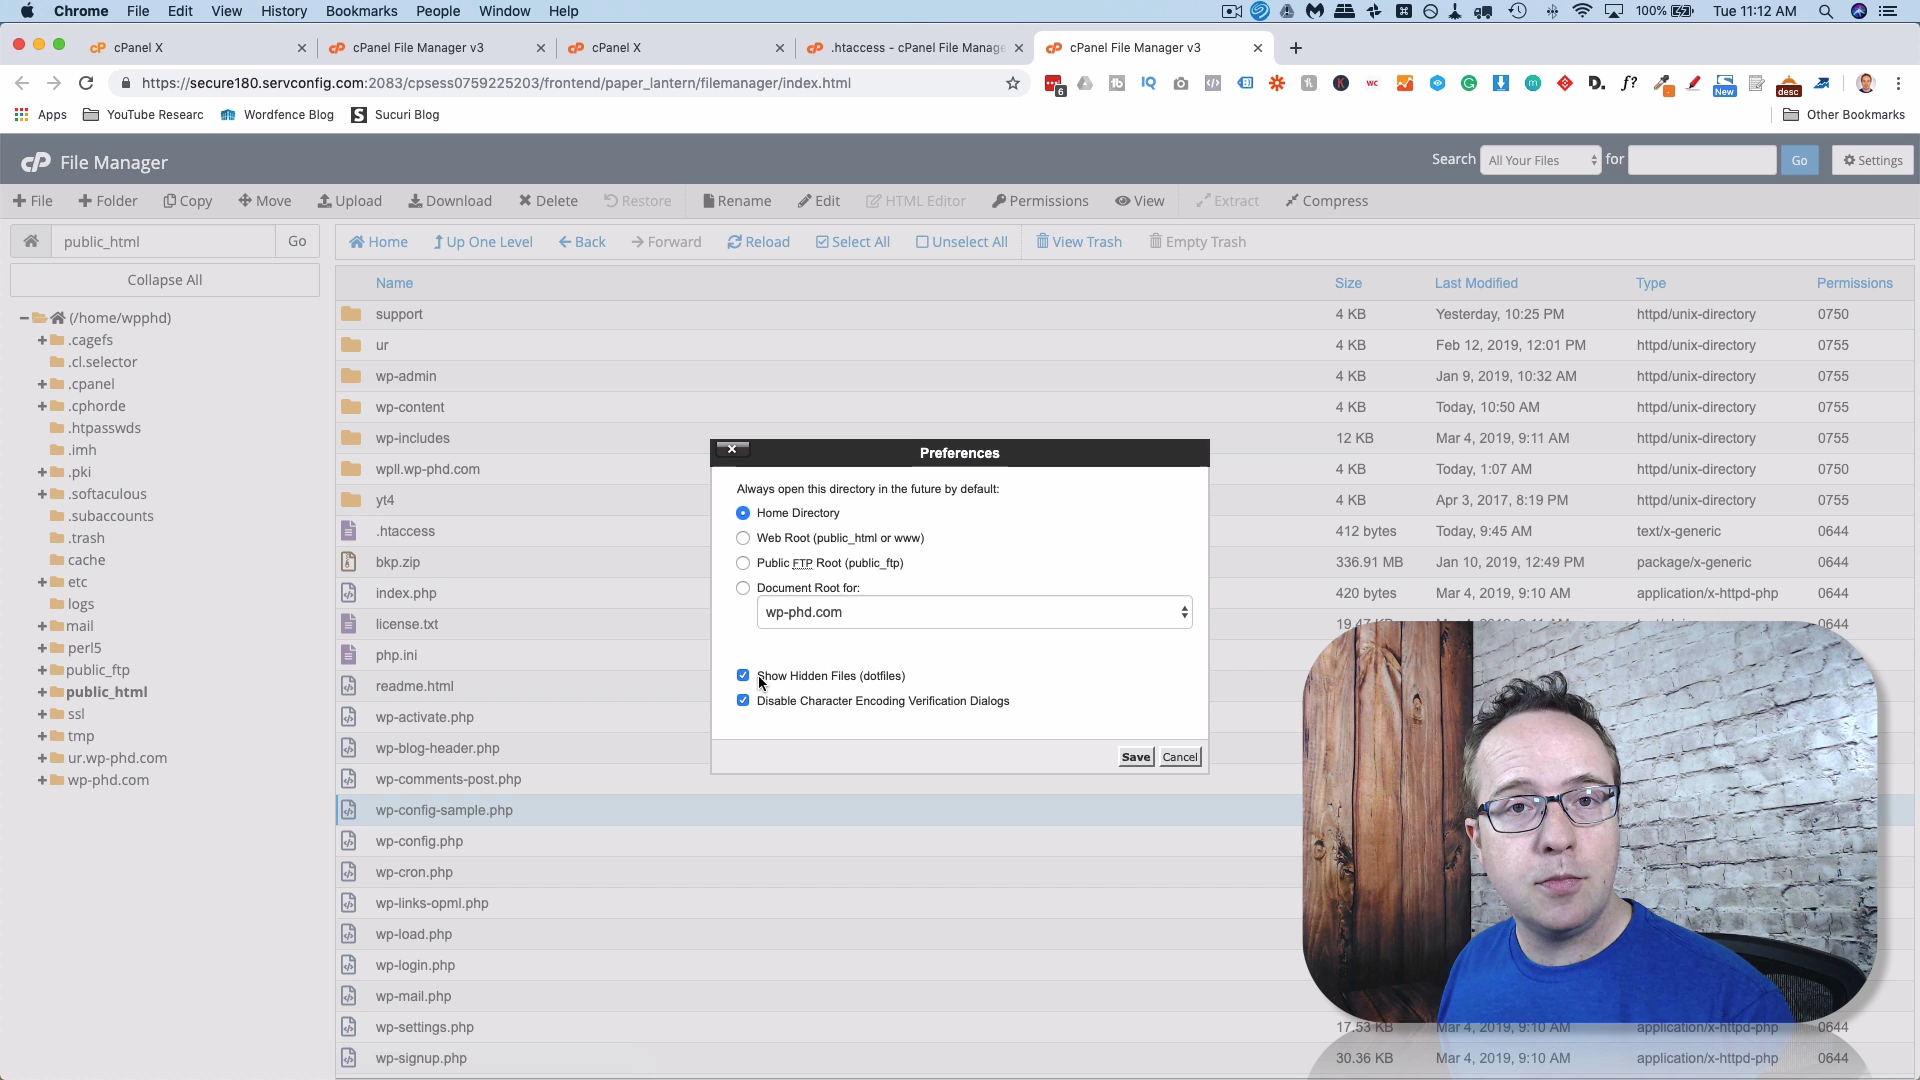 Chrome File Edit View History Bookmarks People Window Help 100% Tue 11:12 AM
cPanel X cPanel File Manager v3 cPanel X .htaccess - cPanel File Manage cPanel File Manager v3
https://secure180.servconfig.com:2083/cpsess0759225203/frontend/paper_lantern/filemanager/index.html
Apps YouTube Researc Wordfence Blog Sucuri Blog Other Bookmarks
cP File Manager Search All Your Files for Go Settings
File Folder Copy Move Upload Download Delete Restore Rename Edit HTML Editor Permissions View Extract Compress
public_html Go Home Up One Level Back Forward Reload Select All Unselect All View Trash Empty Trash
Collapse All
(/home/wpphd)
.cagefs
.cl.selector
.cpanel
.cphorde
.htpasswds
.imh
.pki
.softaculous
.subaccounts
.trash
cache
etc
logs
mail
perl5
public_ftp
public_html
ssl
tmp
ur.wp-phd.com
wp-phd.com
Name Size Last Modified Type Permissions
support 4 KB Yesterday, 10:25 PM httpd/unix-directory 0750
ur 4 KB Feb 12, 2019, 12:01 PM httpd/unix-directory 0755
wp-admin 4 KB Jan 9, 2019, 10:32 AM httpd/unix-directory 0755
wp-content 4 KB Today, 10:50 AM httpd/unix-directory 0755
wp-includes 12 KB Mar 4, 2019, 9:11 AM httpd/unix-directory 0755
wpll.wp-phd.com 4 KB Today, 1:07 AM httpd/unix-directory 0750
yt4 4 KB Apr 3, 2017, 8:19 PM httpd/unix-directory 0755
.htaccess 412 bytes Today, 9:45 AM text/x-generic 0644
bkp.zip 336.91 MB Jan 10, 2019, 12:49 PM package/x-generic 0644
index.php 420 bytes Mar 4, 2019, 9:10 AM application/x-httpd-php 0644
license.txt 0644
php.ini
readme.html
wp-activate.php
wp-blog-header.php
wp-comments-post.php
wp-config-sample.php
wp-config.php
wp-cron.php
wp-links-opml.php
wp-load.php
wp-login.php
wp-mail.php
wp-settings.php 17.53 KB Mar 4, 2019, 9:10 AM application/x-httpd-php 0644
wp-signup.php 30.36 KB Mar 4, 2019, 9:10 AM application/x-httpd-php 0644
Preferences
Always open this directory in the future by default:
Home Directory
Web Root (public_html or www)
Public FTP Root (public_ftp)
Document Root for:
wp-phd.com
Show Hidden Files (dotfiles)
Disable Character Encoding Verification Dialogs
Save Cancel